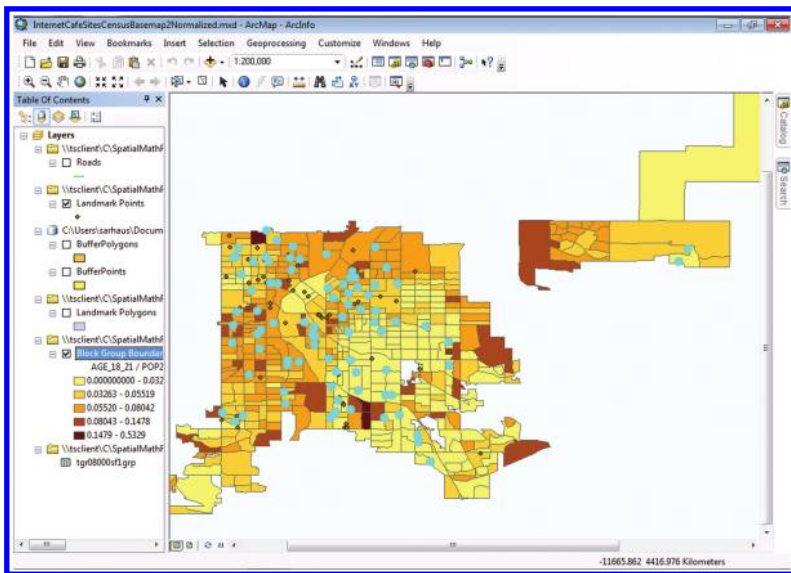 InternetCafeSitesCensusBasemap2Normalized.mxd - ArcMap - ArcInfo
File Edit View Bookmarks Insert Selection Geoprocessing Customize Windows Help
1:200,000
Table Of Contents
Layers
\\tsclient\C\SpatialMathF
Roads
\\tsclient\C\SpatialMathF
Landmark Points
C:\Users\sarhaus\Docum
BufferPolygons
BufferPoints
\\tsclient\C\SpatialMathF
Landmark Polygons
\\tsclient\C\SpatialMathF
Block Group Boundar
AGE_18_21 / POP2
0.000000000 - 0.032
0.03263 - 0.05519
0.05520 - 0.08042
0.08043 - 0.1478
0.1479 - 0.5329
\\tsclient\C\SpatialMathF
tgr08000sf1grp
Catalog
Search
-11665.862 4416.976 Kilometers